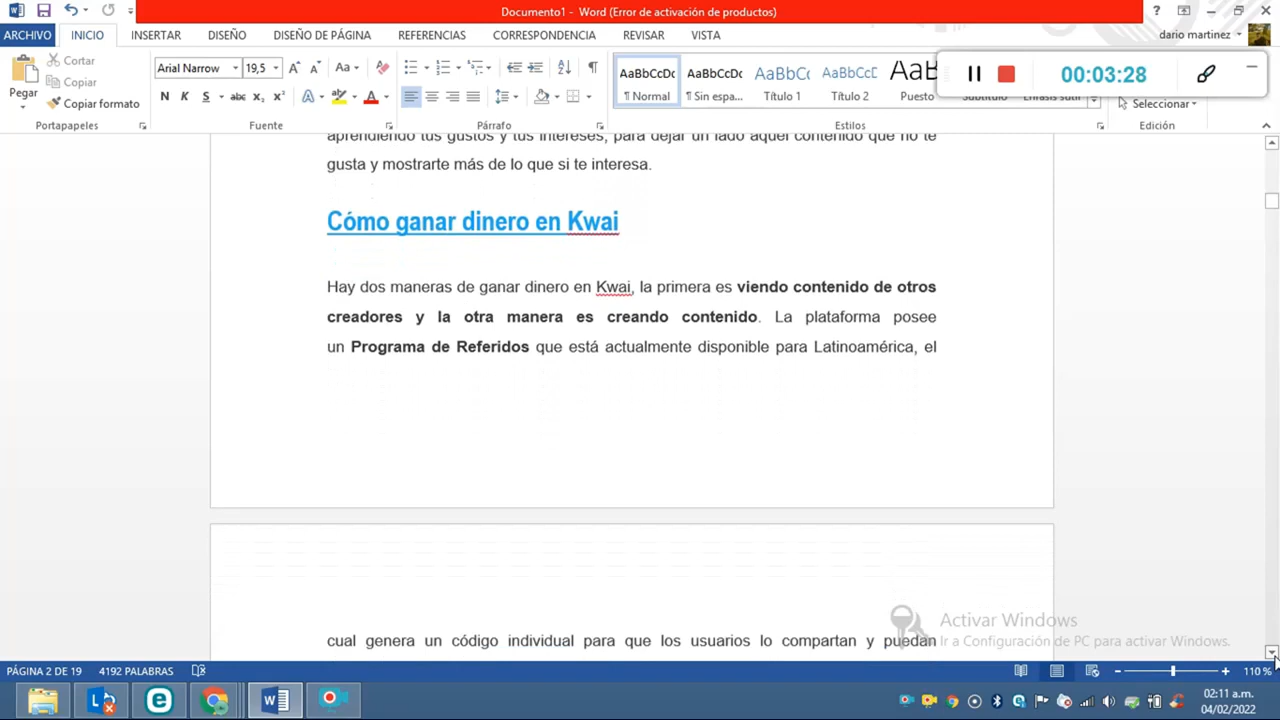 Documento1 - Word (Error de activación de productos)
ARCHIVO INICIO INSERTAR DISEÑO DISEÑO DE PÁGINA REFERENCIAS CORRESPONDENCIA REVISAR VISTA dario martinez
Cortar
Copiar
Copiar formato
Pegar
Portapapeles
Arial Narrow 19,5
Fuente
Párrafo
AaBbCcDc AaBbCcDc AaBbCc AaBbCcD AaB
¶ Normal ¶ Sin espa... Título 1 Título 2 Puesto
Estilos
00:03:28
Seleccionar
Edición
aprendiendo tus gustos y tus intereses, para dejar un lado aquel contenido que no te
gusta y mostrarte más de lo que si te interesa.
Cómo ganar dinero en Kwai
Hay dos maneras de ganar dinero en Kwai, la primera es viendo contenido de otros
creadores y la otra manera es creando contenido. La plataforma posee
un Programa de Referidos que está actualmente disponible para Latinoamérica, el
cual genera un código individual para que los usuarios lo compartan y puedan
Activar Windows
Ir a Configuración de PC para activar Windows.
PÁGINA 2 DE 19 4192 PALABRAS 110 %
02:11 a.m.
04/02/2022